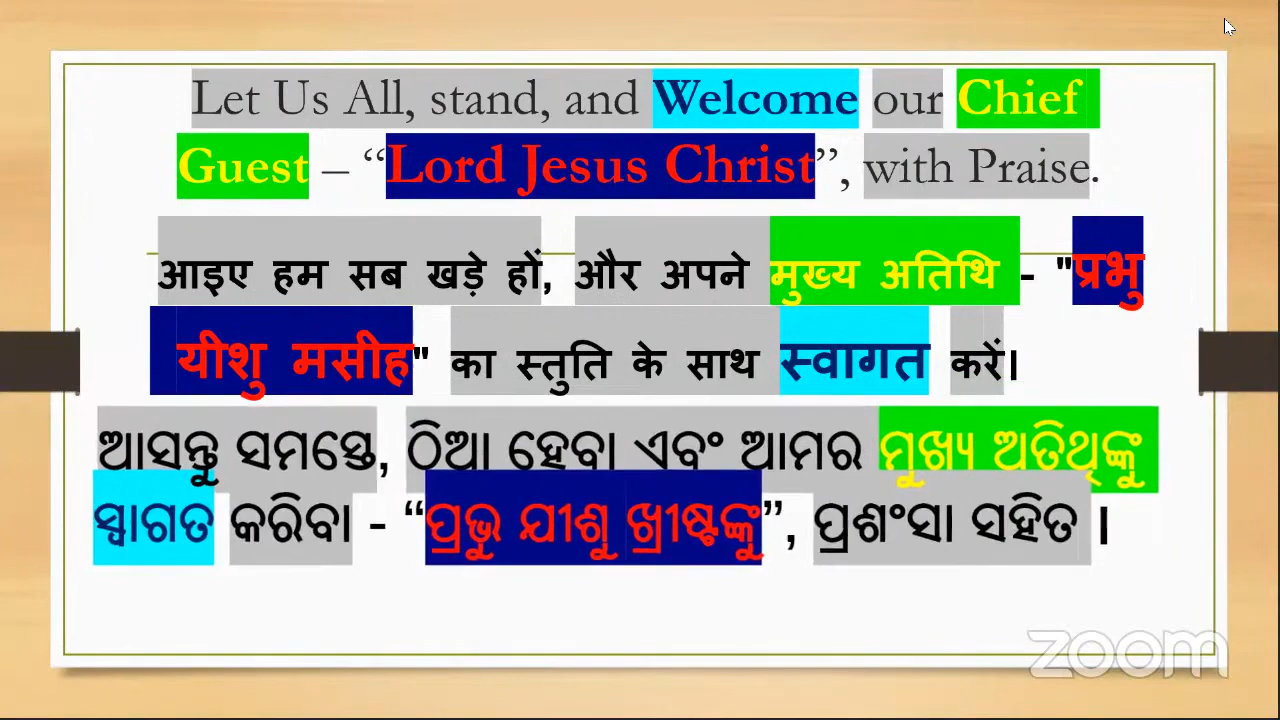 Let Us All, stand, and Welcome our Chief
Guest – “Lord Jesus Christ”, with Praise.
आइए हम सब खड़े हों, और अपने मुख्य अतिथि - "प्रभु
यीशु मसीह" का स्तुति के साथ स्वागत करें।
ଆସନ୍ତୁ ସମସ୍ତେ, ଠିଆ ହେବା ଏବଂ ଆମର ମୁଖ୍ୟ ଅତିଥିଙ୍କୁ
ସ୍ୱାଗତ କରିବା - “ପ୍ରଭୁ ଯୀଶୁ ଖ୍ରୀଷ୍ଟଙ୍କୁ”, ପ୍ରଶଂସା ସହିତ ।
zoom